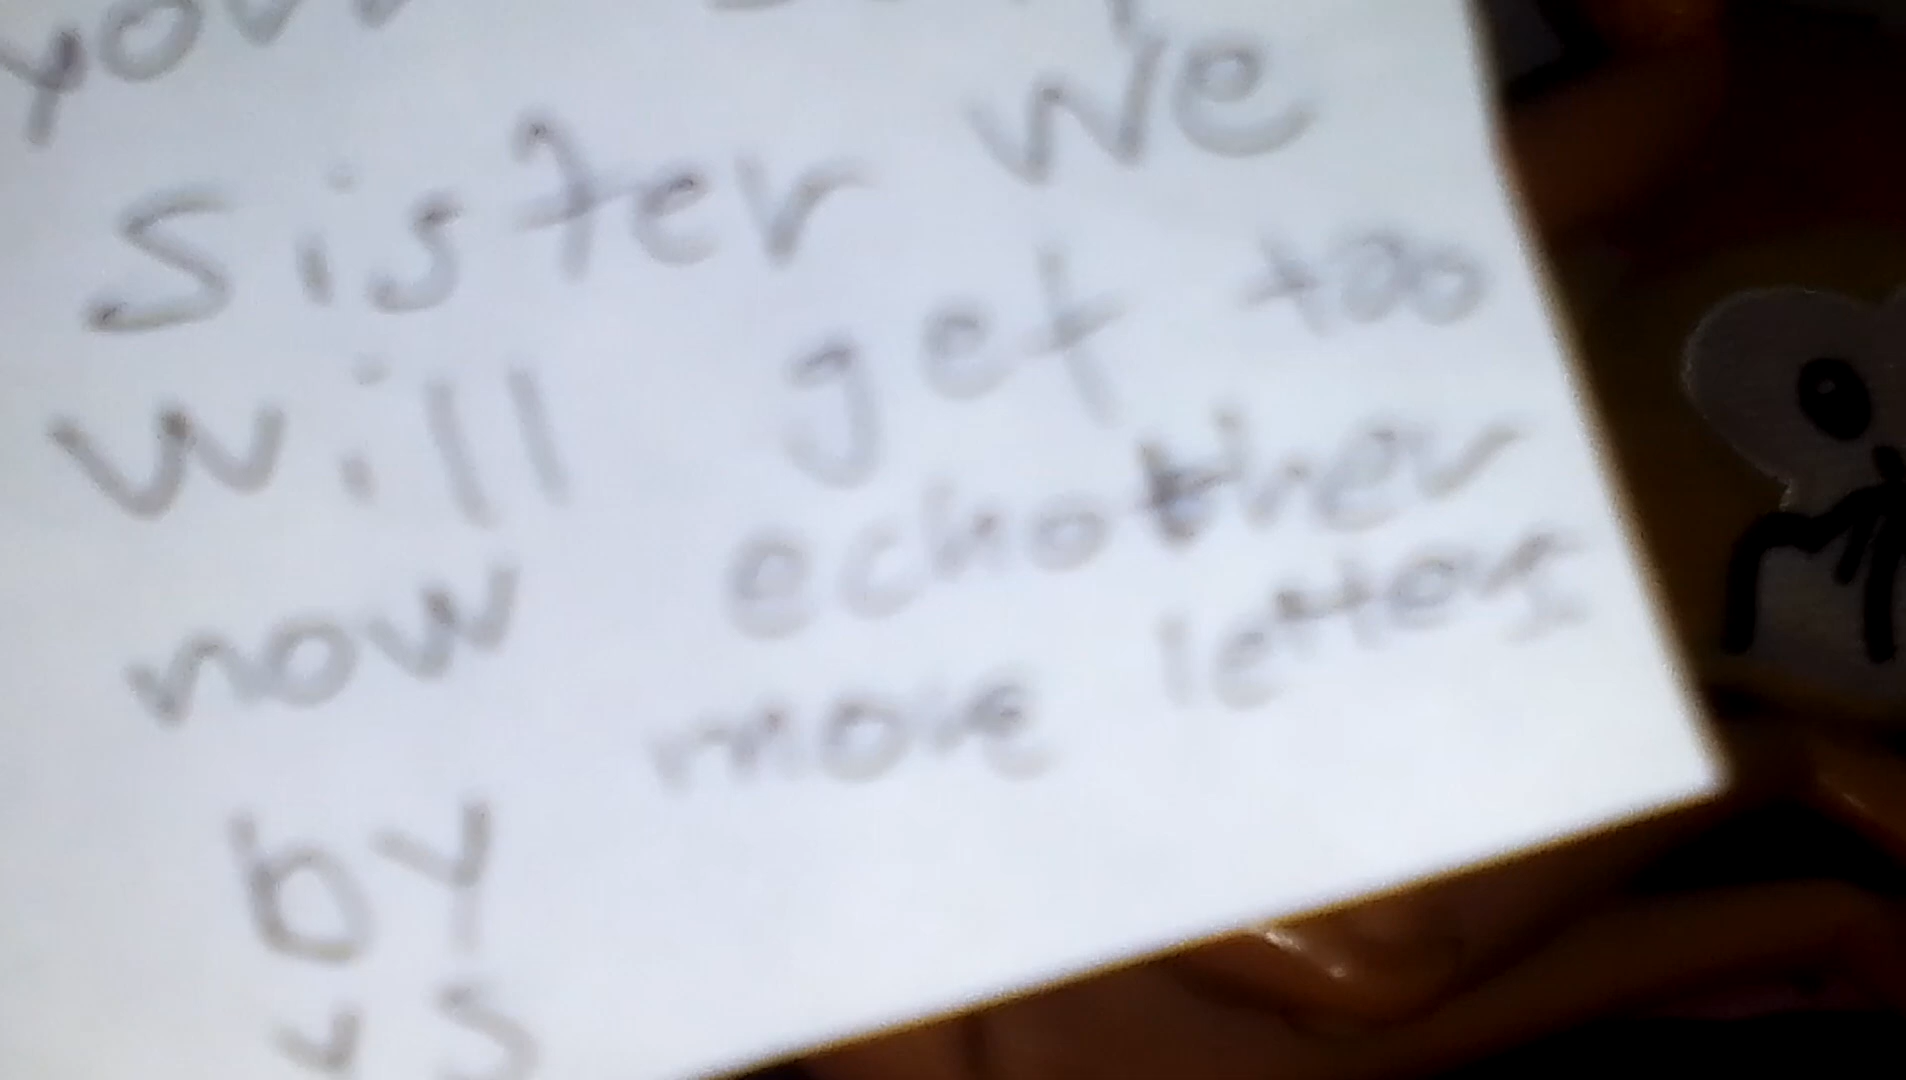 sister we
will get too
now echother
by more letters